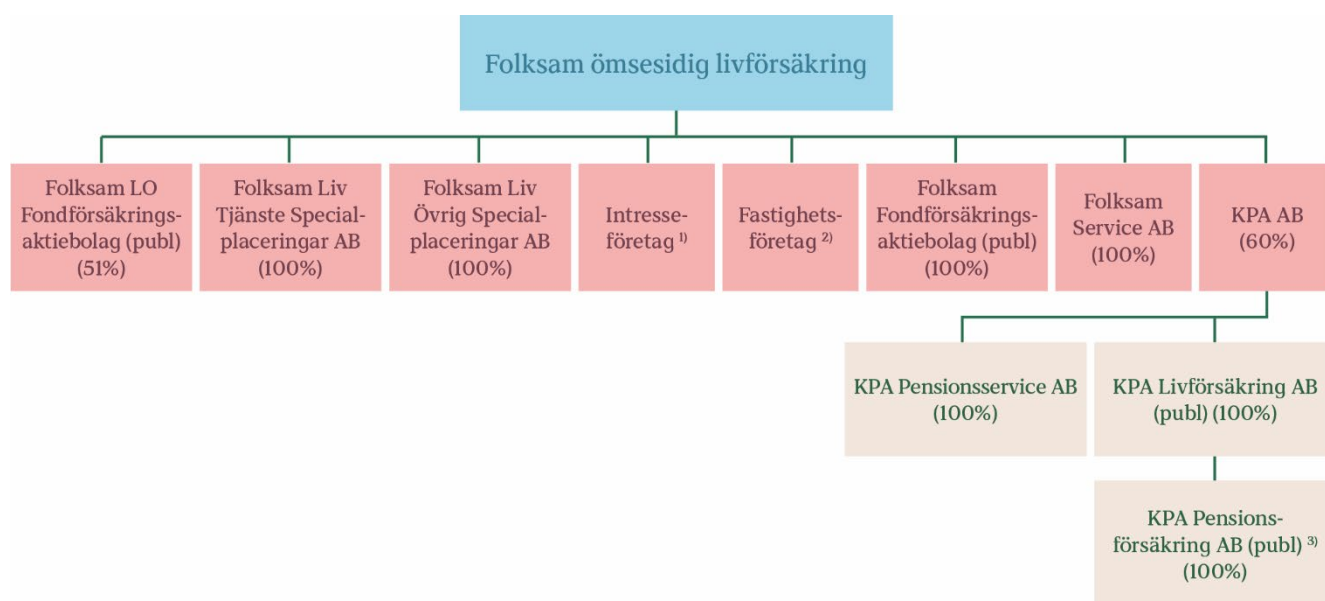 Folksam ömsesidig livförsäkring
Folksam LO
Fondförsäkrings-
aktiebolag (publ)
(51%)
Folksam Liv
Tjänste Special-
placeringar AB
(100%)
Folksam Liv
Övrig Special-
placeringar AB
(100%)
Intresse-
företag 1)
Fastighets-
företag 2)
Folksam
Fondförsäkrings-
aktiebolag (publ)
(100%)
Folksam
Service AB
(100%)
KPA AB
(60%)
KPA Pensionsservice AB
(100%)
KPA Livförsäkring AB
(publ) (100%)
KPA Pensions-
försäkring AB (publ) 3)
(100%)